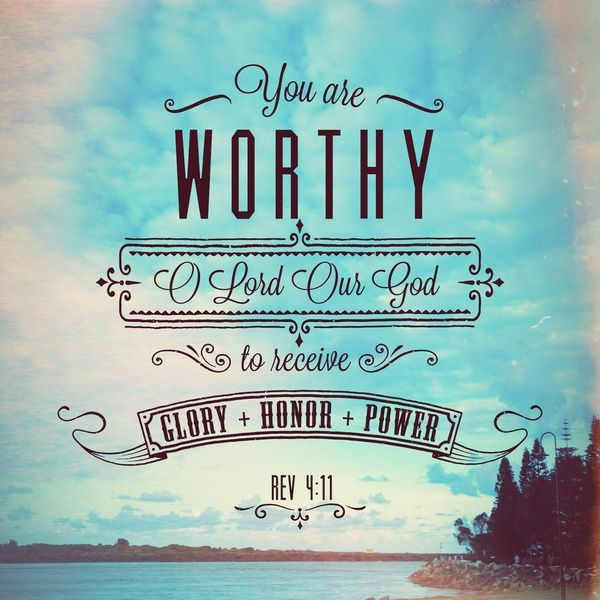 You are
WORTHY
O Lord Our God
to receive
GLORY + HONOR + POWER
REV 4:11